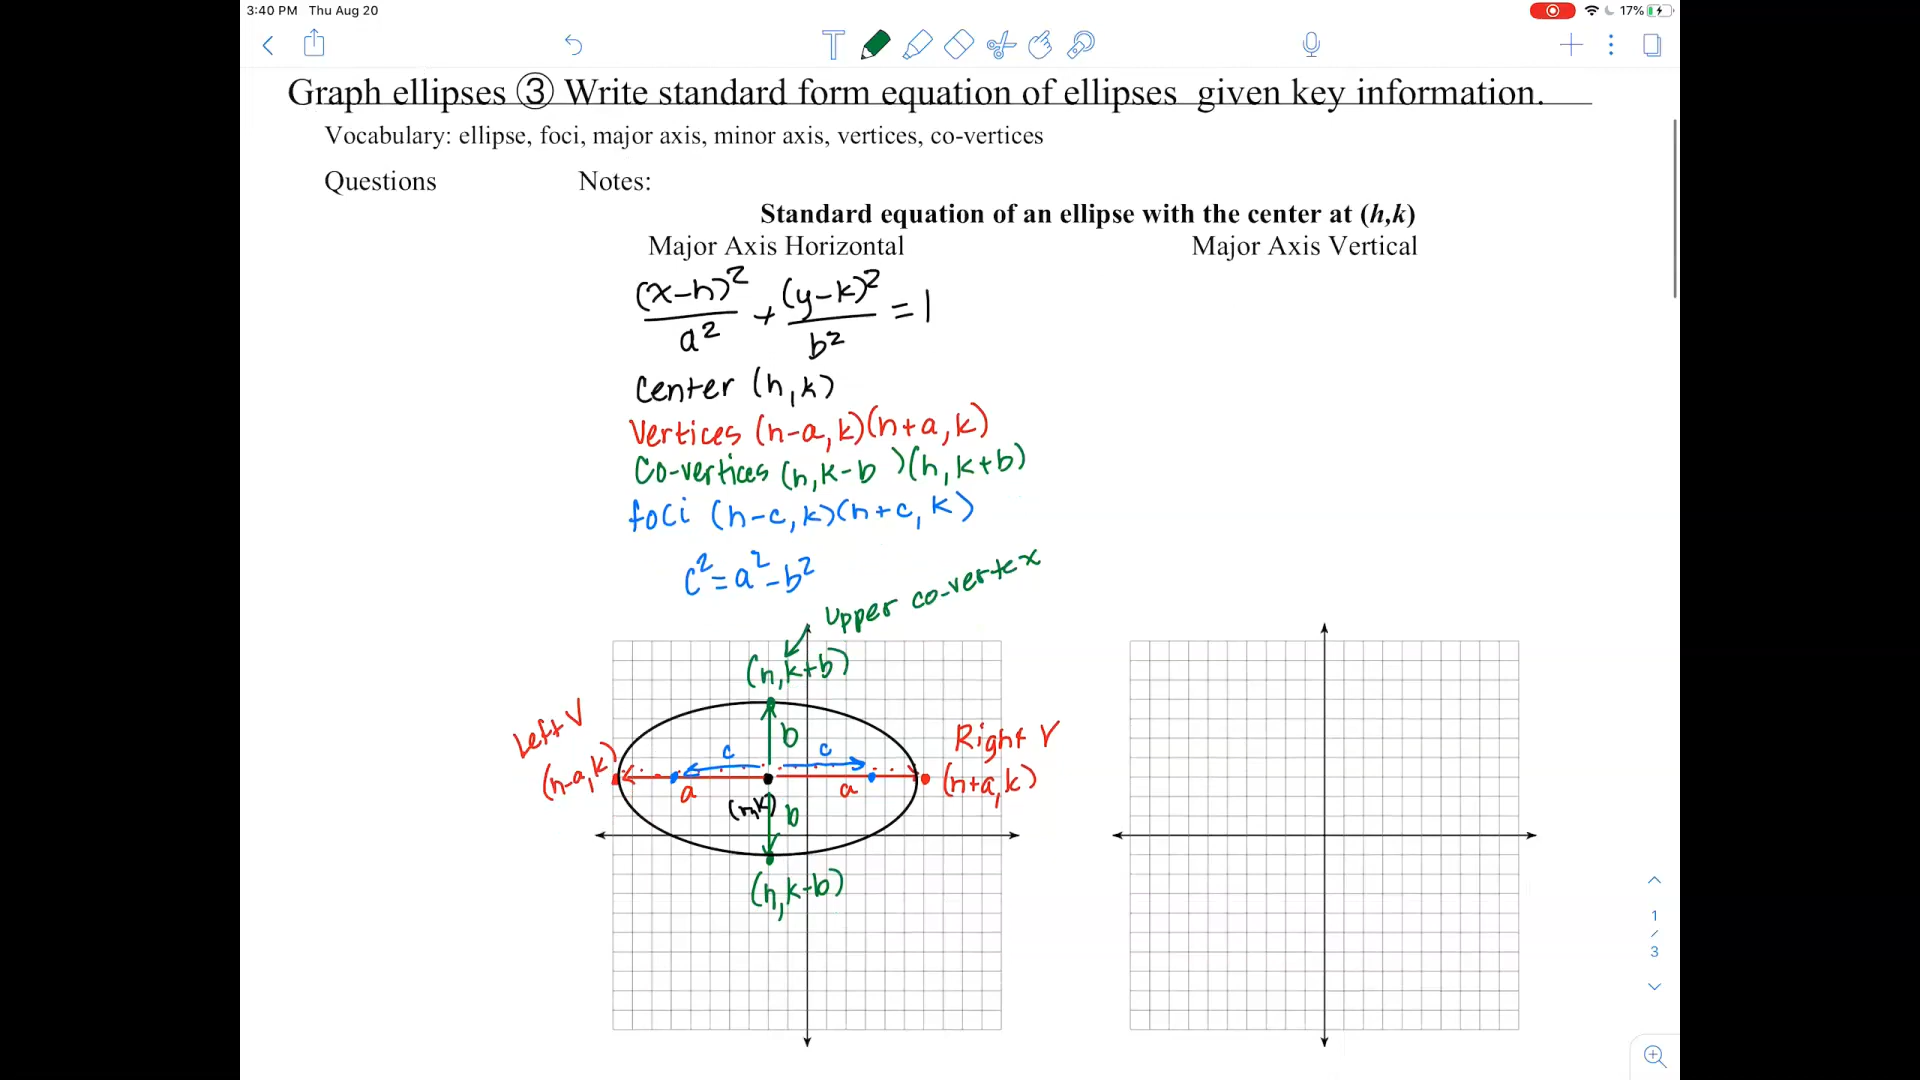 3:40 PM Thu Aug 20
17%
Graph ellipses ③ Write standard form equation of ellipses given key information.
Vocabulary: ellipse, foci, major axis, minor axis, vertices, co-vertices
Questions
Notes:
Standard equation of an ellipse with the center at (h,k)
Major Axis Horizontal
Major Axis Vertical
(x-h)²/a² + (y-k)²/b² = 1
Center (h,k)
Vertices (h-a,k)(h+a,k)
Co-vertices (h,k-b)(h,k+b)
foci (h-c,k)(h+c,k)
c²=a²-b²
Upper co-vertex
(h,k+b)
Left V
(h-a,k)
b
c
c
Right V
(h+a,k)
a
a
(h,k)
b
(h,k-b)
1
/
3